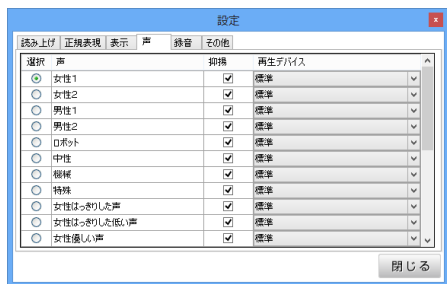 設定
読み上げ 正規表現 表示 声 録音 その他
選択 声 抑揚 再生デバイス
女性1 標準
女性2 標準
男性1 標準
男性2 標準
ロボット 標準
中性 標準
機械 標準
特殊 標準
女性はっきりした声 標準
女性はっきりした低い声 標準
女性優しい声 標準
閉じる